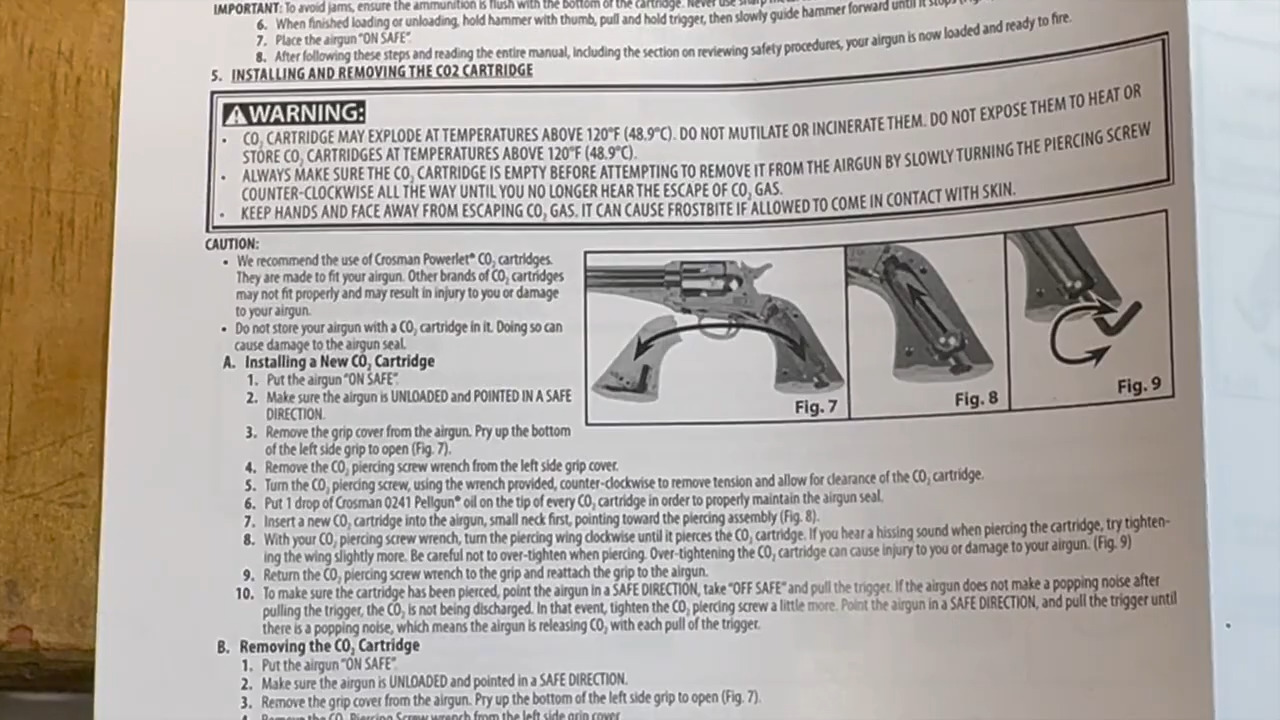 IMPORTANT: To avoid jams, ensure the ammunition is flush with the bottom of the cartridge. Never use sharp
6. When finished loading or unloading, hold hammer with thumb, pull and hold trigger, then slowly guide hammer forward until it stops
7. Place the airgun "ON SAFE".
8. After following these steps and reading the entire manual, including the section on reviewing safety procedures, your airgun is now loaded and ready to fire.
5. INSTALLING AND REMOVING THE CO2 CARTRIDGE
⚠WARNING:
• CO₂ CARTRIDGE MAY EXPLODE AT TEMPERATURES ABOVE 120°F (48.9°C). DO NOT MUTILATE OR INCINERATE THEM. DO NOT EXPOSE THEM TO HEAT OR
STORE CO₂ CARTRIDGES AT TEMPERATURES ABOVE 120°F (48.9°C).
• ALWAYS MAKE SURE THE CO₂ CARTRIDGE IS EMPTY BEFORE ATTEMPTING TO REMOVE IT FROM THE AIRGUN BY SLOWLY TURNING THE PIERCING SCREW
COUNTER-CLOCKWISE ALL THE WAY UNTIL YOU NO LONGER HEAR THE ESCAPE OF CO₂ GAS.
• KEEP HANDS AND FACE AWAY FROM ESCAPING CO₂ GAS. IT CAN CAUSE FROSTBITE IF ALLOWED TO COME IN CONTACT WITH SKIN.
CAUTION:
• We recommend the use of Crosman Powerlet® CO₂ cartridges.
They are made to fit your airgun. Other brands of CO₂ cartridges
may not fit properly and may result in injury to you or damage
to your airgun.
• Do not store your airgun with a CO₂ cartridge in it. Doing so can
cause damage to the airgun seal.
Fig. 7
Fig. 8
Fig. 9
A. Installing a New CO₂ Cartridge
1. Put the airgun "ON SAFE".
2. Make sure the airgun is UNLOADED and POINTED IN A SAFE
DIRECTION.
3. Remove the grip cover from the airgun. Pry up the bottom
of the left side grip to open (Fig. 7).
4. Remove the CO₂ piercing screw wrench from the left side grip cover.
5. Turn the CO₂ piercing screw, using the wrench provided, counter-clockwise to remove tension and allow for clearance of the CO₂ cartridge.
6. Put 1 drop of Crosman 0241 Pellgun® oil on the tip of every CO₂ cartridge in order to properly maintain the airgun seal.
7. Insert a new CO₂ cartridge into the airgun, small neck first, pointing toward the piercing assembly (Fig. 8).
8. With your CO₂ piercing screw wrench, turn the piercing wing clockwise until it pierces the CO₂ cartridge. If you hear a hissing sound when piercing the cartridge, try tighten-
ing the wing slightly more. Be careful not to over-tighten when piercing. Over-tightening the CO₂ cartridge can cause injury to you or damage to your airgun. (Fig. 9)
9. Return the CO₂ piercing screw wrench to the grip and reattach the grip to the airgun.
10. To make sure the cartridge has been pierced, point the airgun in a SAFE DIRECTION, take "OFF SAFE" and pull the trigger. If the airgun does not make a popping noise after
pulling the trigger, the CO₂ is not being discharged. In that event, tighten the CO₂ piercing screw a little more. Point the airgun in a SAFE DIRECTION, and pull the trigger until
there is a popping noise, which means the airgun is releasing CO₂ with each pull of the trigger.
B. Removing the CO₂ Cartridge
1. Put the airgun "ON SAFE".
2. Make sure the airgun is UNLOADED and pointed in a SAFE DIRECTION.
3. Remove the grip cover from the airgun. Pry up the bottom of the left side grip to open (Fig. 7).
4. Remove the CO₂ Piercing Screw wrench from the left side grip cover